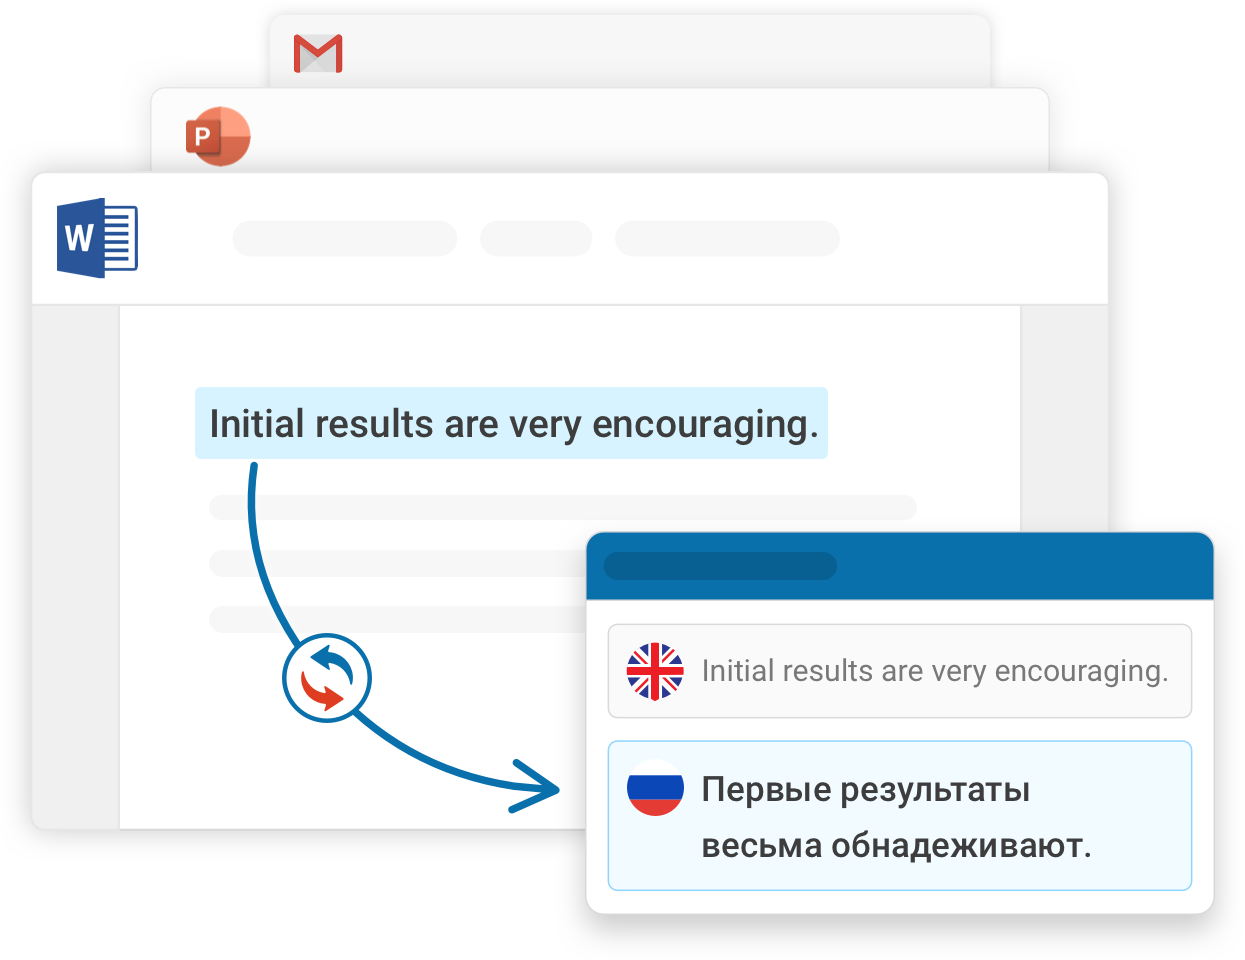 P
W
Initial results are very encouraging.
Initial results are very encouraging.
Первые результаты
весьма обнадеживают.